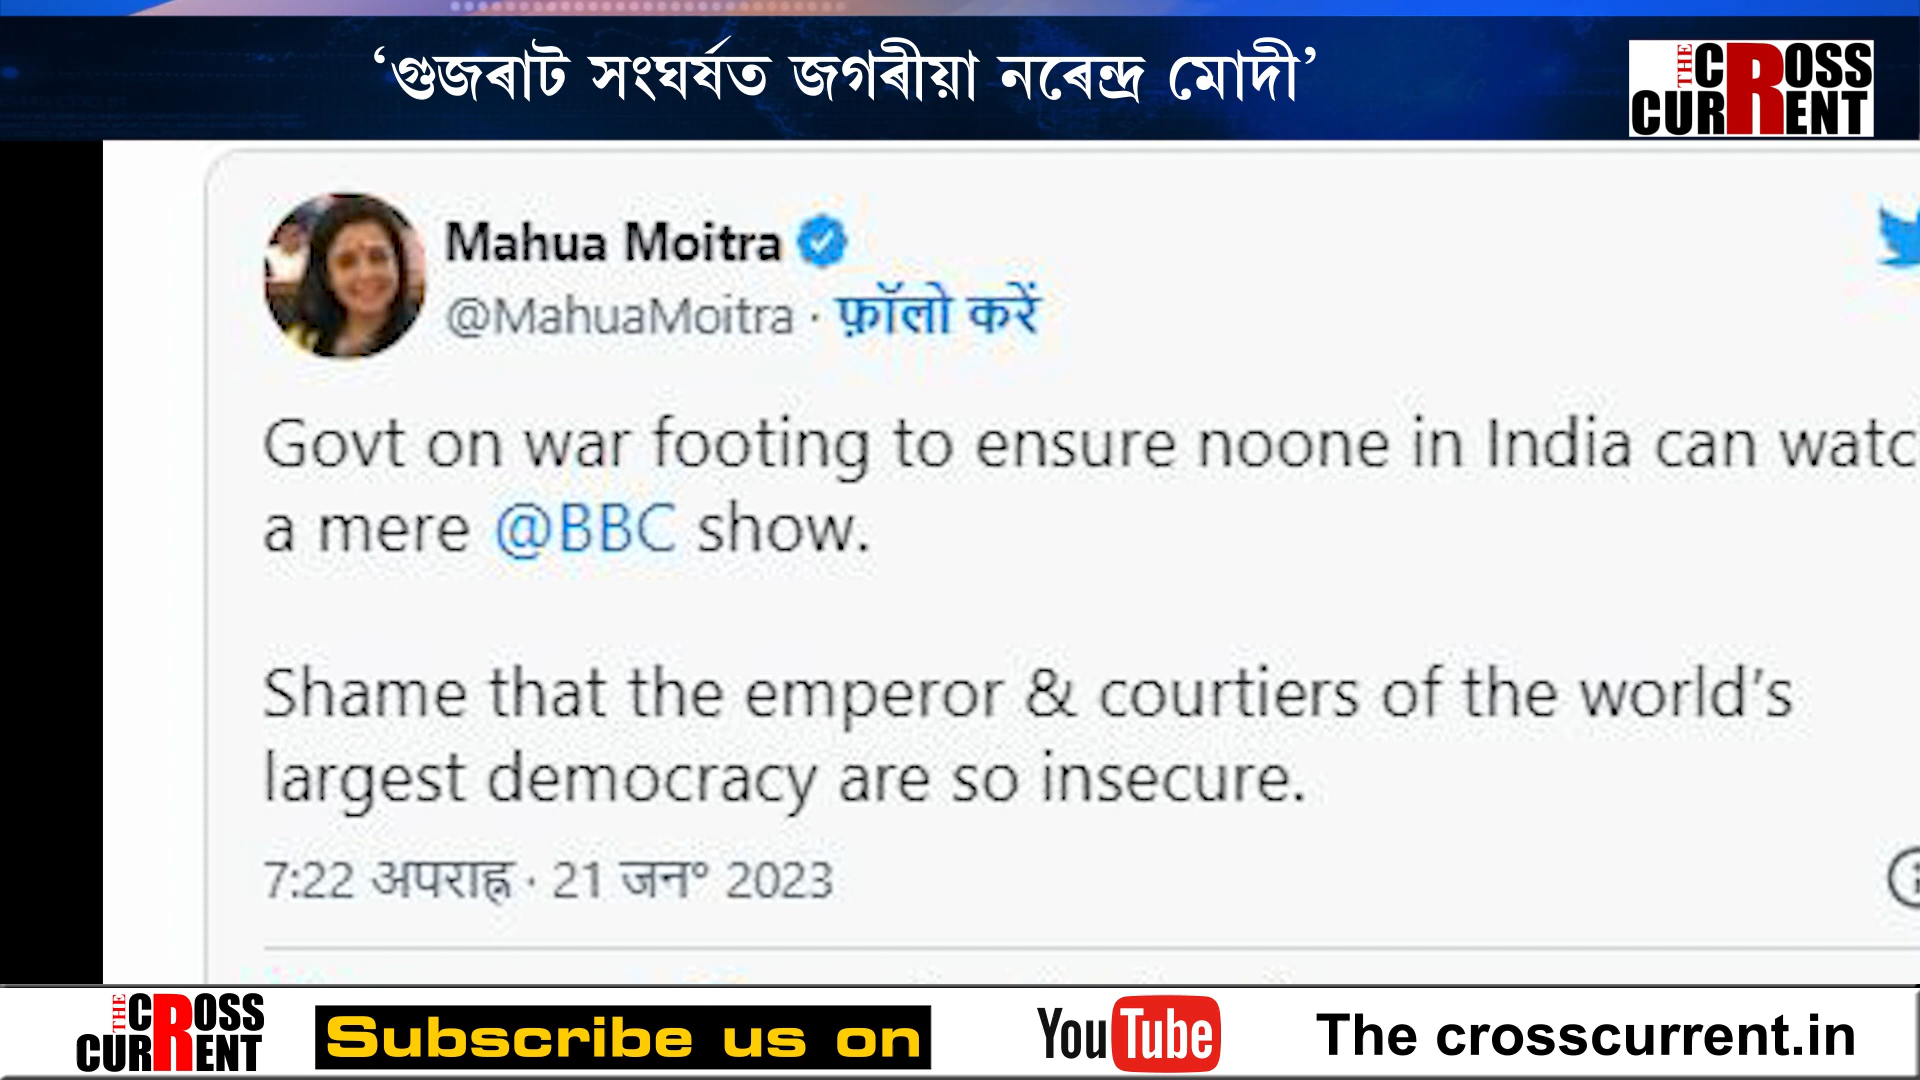 ‘গুজৰাট সংঘৰ্ষত জগৰীয়া নৰেন্দ্ৰ মোদী’
THE CROSS CURRENT
Mahua Moitra
@MahuaMoitra · फ़ॉलो करें
Govt on war footing to ensure noone in India can watc
a mere @BBC show.
Shame that the emperor & courtiers of the world’s
largest democracy are so insecure.
7:22 अपराह्न · 21 जन॰ 2023
THE CROSS CURRENT
Subscribe us on
YouTube
The crosscurrent.in